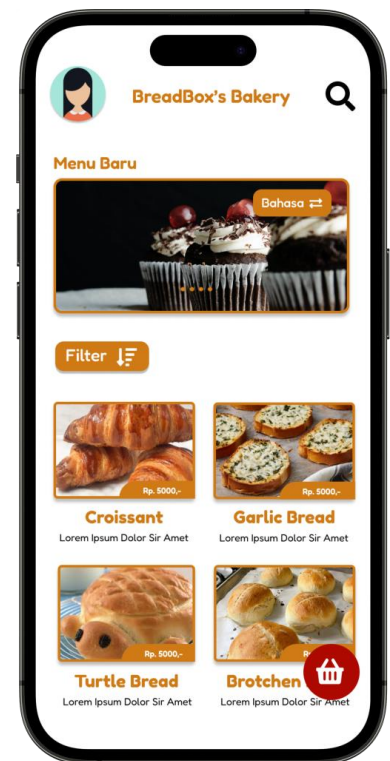 BreadBox's Bakery
Menu Baru
Bahasa
Filter
Rp. 5000,-
Rp. 5000,-
Croissant
Garlic Bread
Lorem Ipsum Dolor Sir Amet
Lorem Ipsum Dolor Sir Amet
Rp. 5000,-
Turtle Bread
Brotchen
Lorem Ipsum Dolor Sir Amet
Lorem Ipsum Dolor Sir Amet